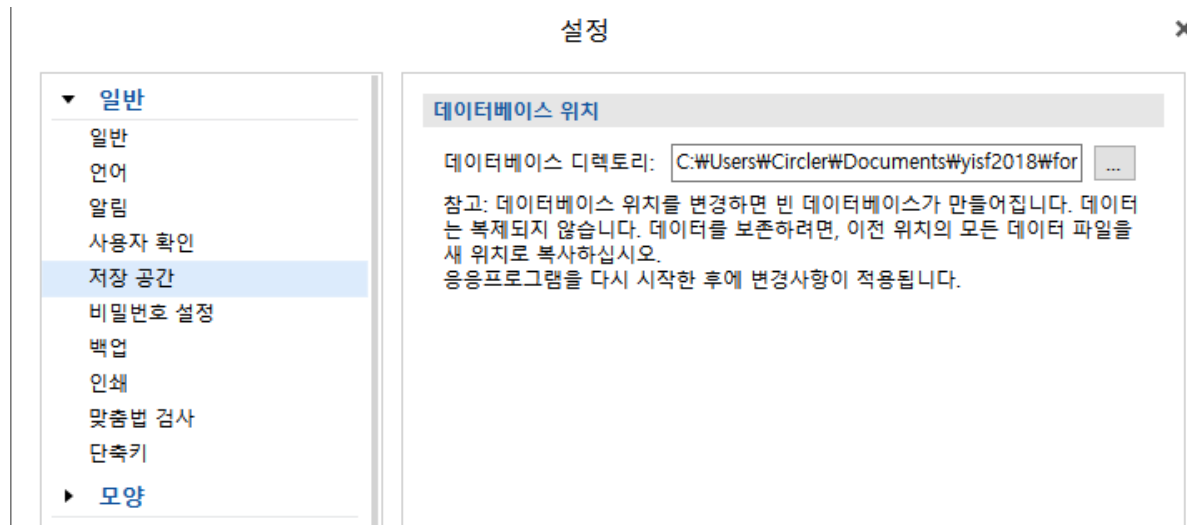 설정
일반
일반
언어
알림
사용자 확인
저장 공간
비밀번호 설정
백업
인쇄
맞춤법 검사
단축키
모양
데이터베이스 위치
데이터베이스 디렉토리: C:₩Users₩Circler₩Documents₩yisf2018₩for ...
참고: 데이터베이스 위치를 변경하면 빈 데이터베이스가 만들어집니다. 데이터
는 복제되지 않습니다. 데이터를 보존하려면, 이전 위치의 모든 데이터 파일을
새 위치로 복사하십시오.
응응프로그램을 다시 시작한 후에 변경사항이 적용됩니다.